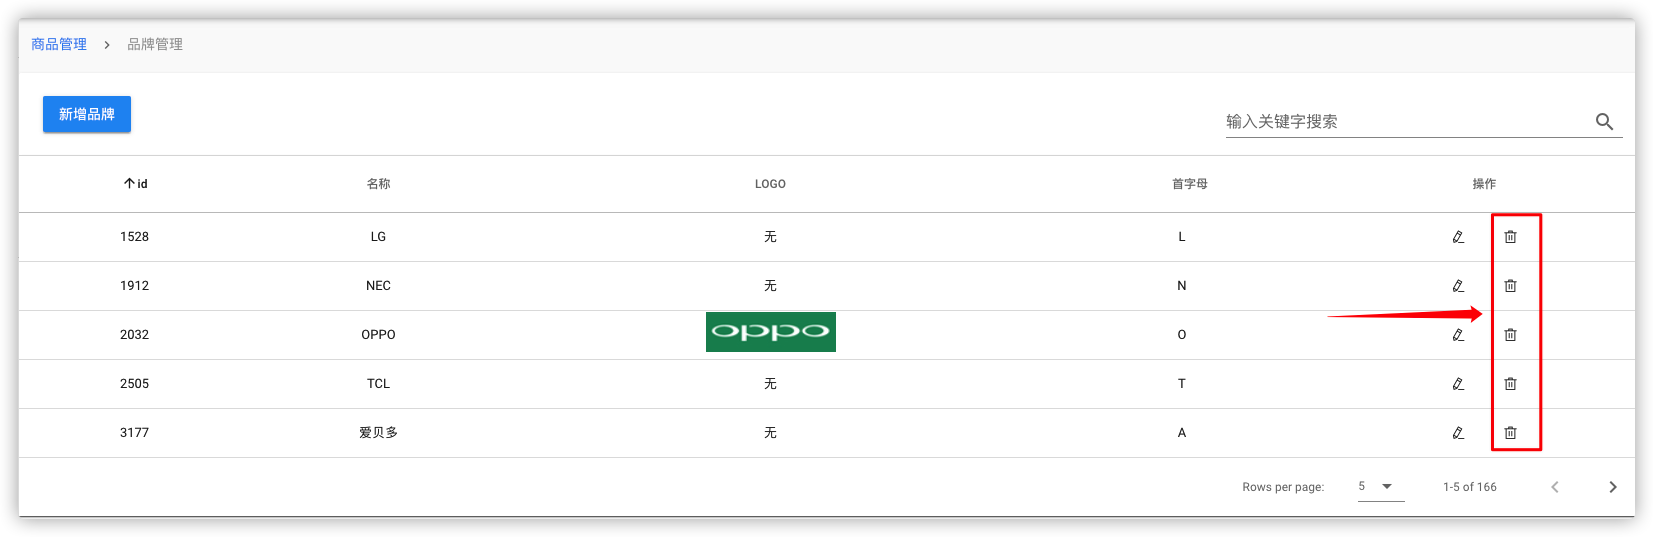 商品管理 > 品牌管理
新增品牌
输入关键字搜索
id 名称 LOGO 首字母 操作
1528 LG 无 L
1912 NEC 无 N
2032 OPPO oppo O
2505 TCL 无 T
3177 爱贝多 无 A
Rows per page: 5 1-5 of 166